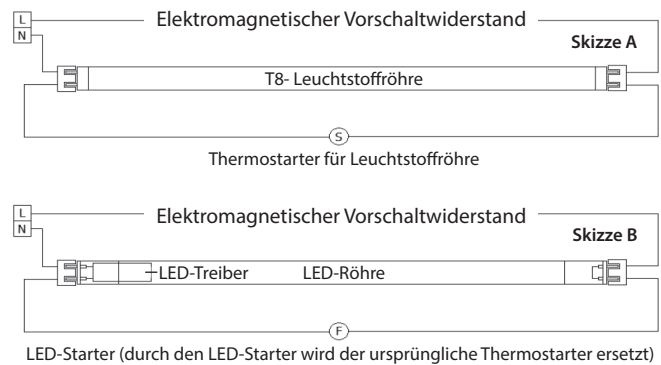 L
Elektromagnetischer Vorschaltwiderstand
N
Skizze A
T8- Leuchtstoffröhre
S
Thermostarter für Leuchtstoffröhre
L
Elektromagnetischer Vorschaltwiderstand
N
Skizze B
LED-Treiber
LED-Röhre
F
LED-Starter (durch den LED-Starter wird der ursprüngliche Thermostarter ersetzt)